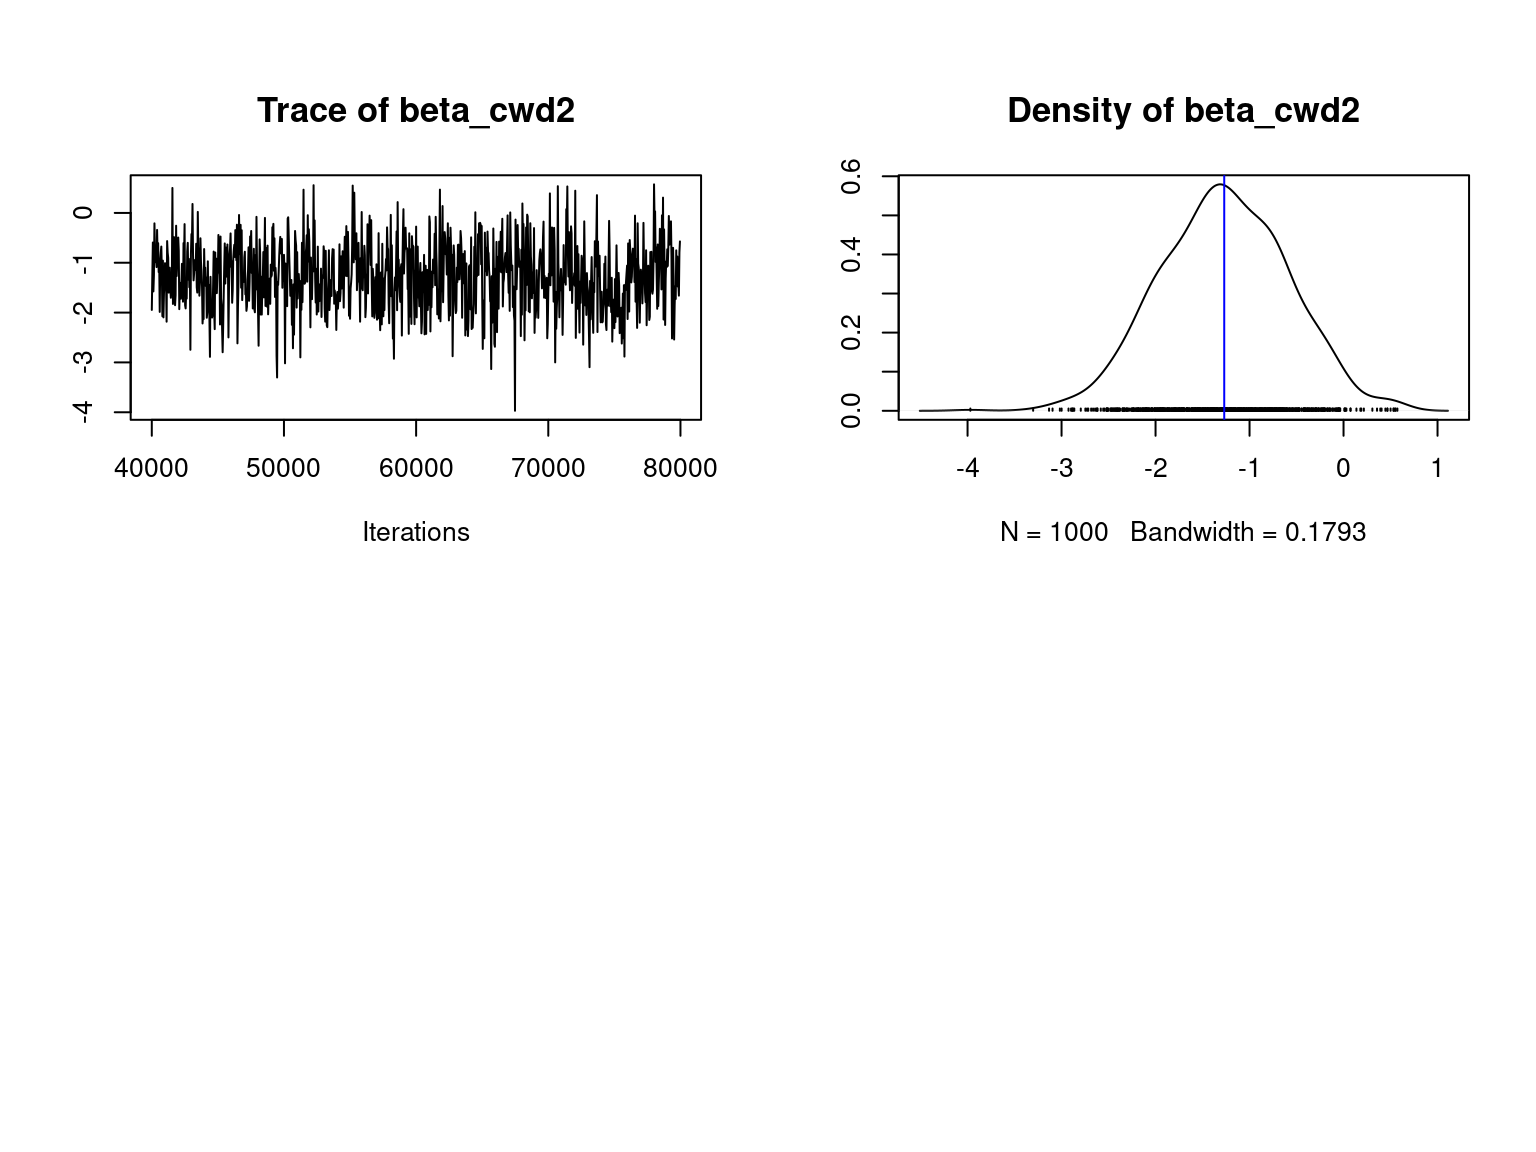 Trace of beta_cwd2
0
-1
-2
-3
-4
40000 50000 60000 70000 80000
Iterations
Density of beta_cwd2
0.6
0.4
0.2
0.0
-4 -3 -2 -1 0 1
N = 1000 Bandwidth = 0.1793